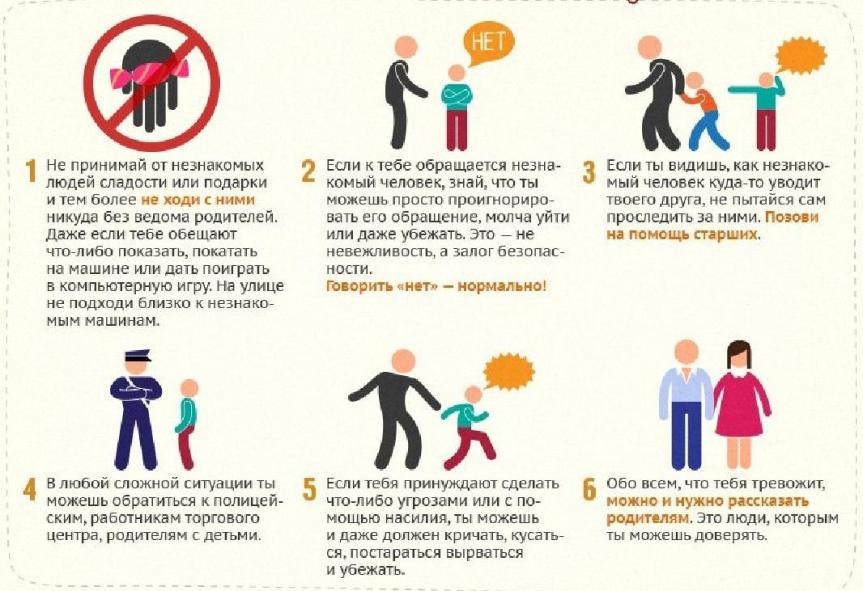 НЕТ
1 Не принимай от незнакомых
людей сладости или подарки
и тем более не ходи с ними
никуда без ведома родителей.
Даже если тебе обещают
что-либо показать, покатать
на машине или дать поиграть
в компьютерную игру. На улице
не подходи близко к незнако-
мым машинам.
2 Если к тебе обращается незна-
комый человек, знай, что ты
можешь просто проигнориро-
вать его обращение, молча уйти
или даже убежать. Это — не
невежливость, а залог безопас-
ности.
Говорить «нет» — нормально!
3 Если ты видишь, как незнако-
мый человек куда-то уводит
твоего друга, не пытайся сам
проследить за ними. Позови
на помощь старших.
4 В любой сложной ситуации ты
можешь обратиться к полицей-
ским, работникам торгового
центра, родителям с детьми.
5 Если тебя принуждают сделать
что-либо угрозами или с по-
мощью насилия, ты можешь
и даже должен кричать, кусать-
ся, постараться вырваться
и убежать.
6 Обо всем, что тебя тревожит,
можно и нужно рассказать
родителям. Это люди, которым
ты можешь доверять.